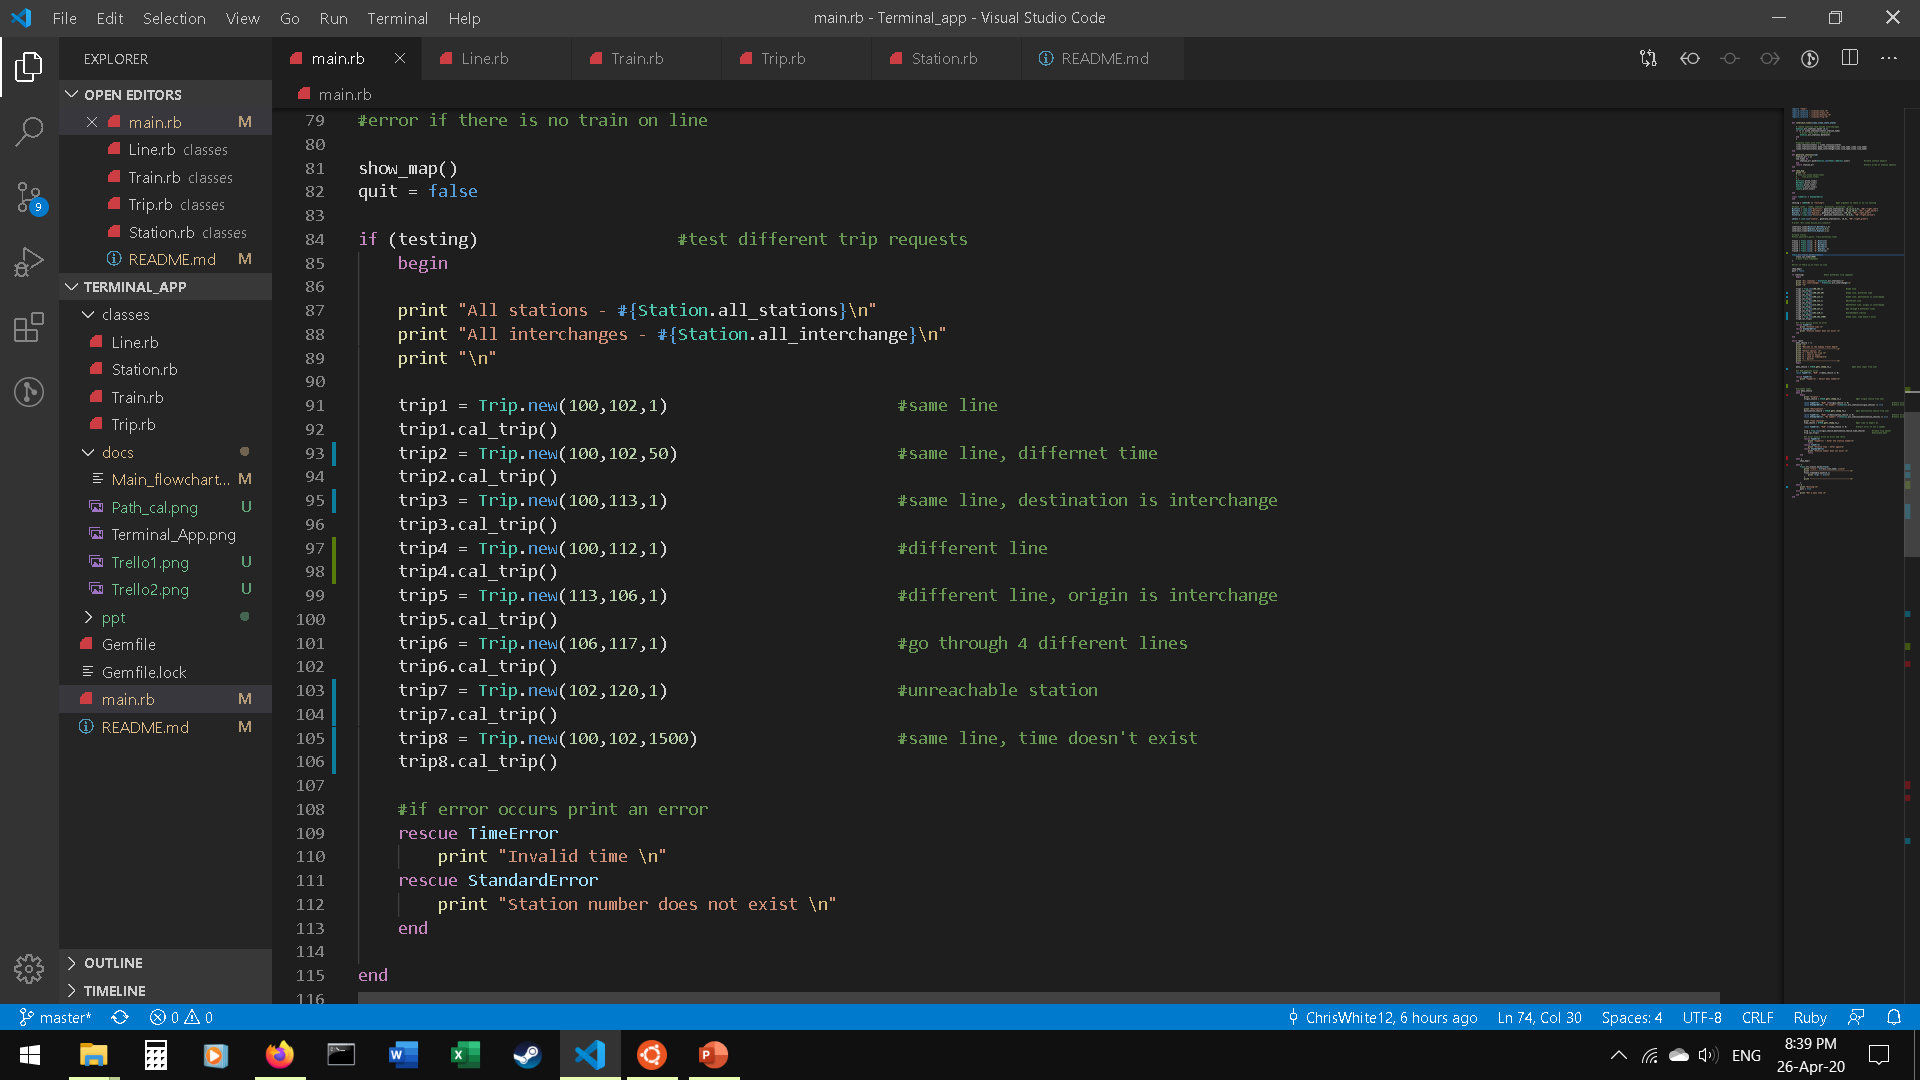 File Edit Selection View Go Run Terminal Help
main.rb - Terminal_app - Visual Studio Code
EXPLORER
main.rb
Line.rb
Train.rb
Trip.rb
Station.rb
README.md
OPEN EDITORS
main.rb M
Line.rb classes
Train.rb classes
Trip.rb classes
Station.rb classes
README.md M
TERMINAL_APP
classes
Line.rb
Station.rb
Train.rb
Trip.rb
docs
Main_flowchart... M
Path_cal.png U
Terminal_App.png
Trello1.png U
Trello2.png U
ppt
Gemfile
Gemfile.lock
main.rb M
README.md M
OUTLINE
TIMELINE
9
main.rb
79 #error if there is no train on line
80
81 show_map()
82 quit = false
83
84 if (testing) #test different trip requests
85 begin
86
87 print "All stations - #{Station.all_stations}\n"
88 print "All interchanges - #{Station.all_interchange}\n"
89 print "\n"
90
91 trip1 = Trip.new(100,102,1) #same line
92 trip1.cal_trip()
93 trip2 = Trip.new(100,102,50) #same line, differnet time
94 trip2.cal_trip()
95 trip3 = Trip.new(100,113,1) #same line, destination is interchange
96 trip3.cal_trip()
97 trip4 = Trip.new(100,112,1) #different line
98 trip4.cal_trip()
99 trip5 = Trip.new(113,106,1) #different line, origin is interchange
100 trip5.cal_trip()
101 trip6 = Trip.new(106,117,1) #go through 4 different lines
102 trip6.cal_trip()
103 trip7 = Trip.new(102,120,1) #unreachable station
104 trip7.cal_trip()
105 trip8 = Trip.new(100,102,1500) #same line, time doesn't exist
106 trip8.cal_trip()
107
108 #if error occurs print an error
109 rescue TimeError
110 print "Invalid time \n"
111 rescue StandardError
112 print "Station number does not exist \n"
113 end
114
115 end
116
master* 0 0
ChrisWhite12, 6 hours ago Ln 74, Col 30 Spaces: 4 UTF-8 CRLF Ruby
ENG
8:39 PM
26-Apr-20